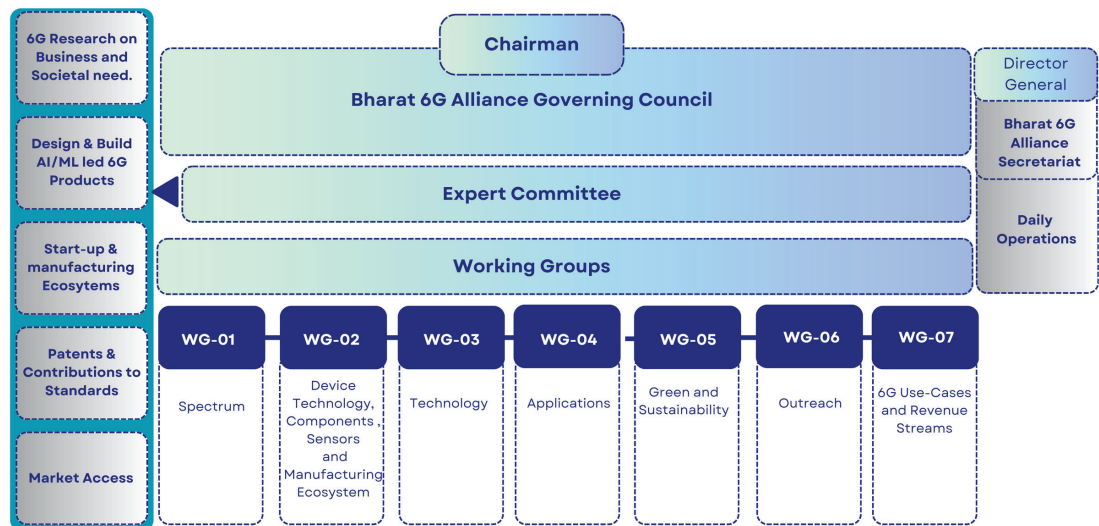 6G Research on
Business and
Societal need.
Design & Build
AI/ML led 6G
Products
Start-up &
manufacturing
Ecosytems
Patents &
Contributions to
Standards
Market Access
Chairman
Bharat 6G Alliance Governing Council
Expert Committee
Working Groups
Director
General
Bharat 6G
Alliance
Secretariat
Daily
Operations
WG-01
Spectrum
WG-02
Device
Technology,
Components ,
Sensors
and
Manufacturing
Ecosystem
WG-03
Technology
WG-04
Applications
WG-05
Green and
Sustainability
WG-06
Outreach
WG-07
6G Use-Cases
and Revenue
Streams